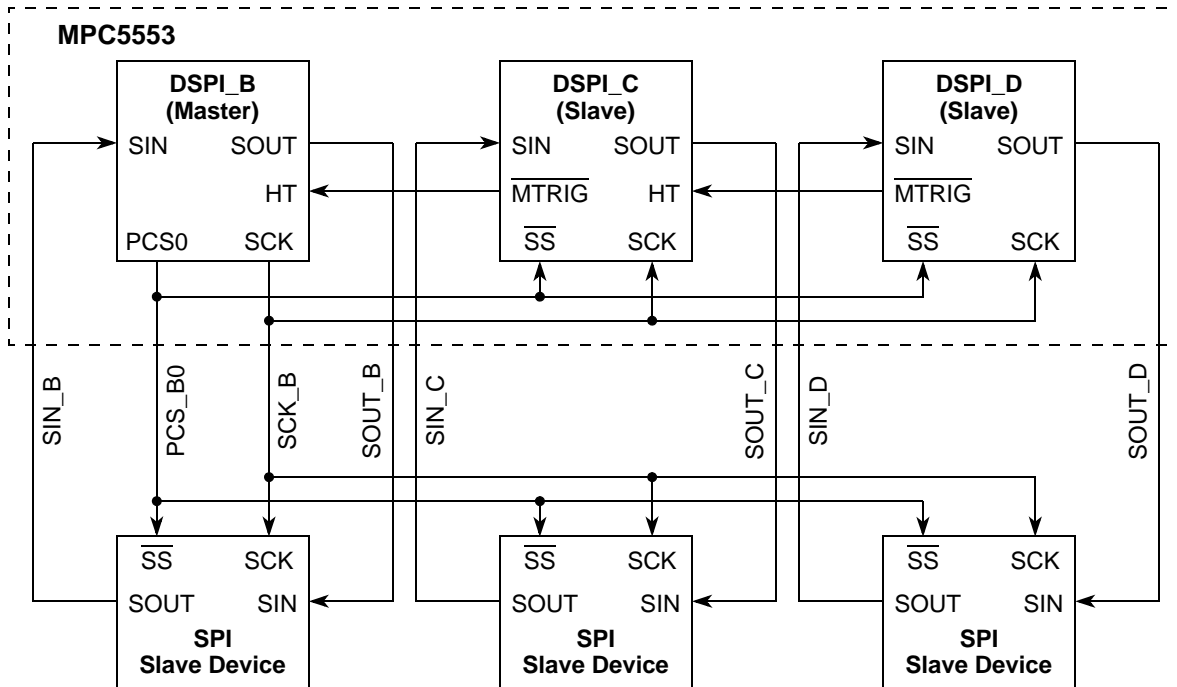 MPC5553
DSPI_B
(Master)
SIN SOUT
HT
PCS0 SCK
DSPI_C
(Slave)
SIN SOUT
MTRIG HT
SS SCK
DSPI_D
(Slave)
SIN SOUT
MTRIG
SS SCK
SIN_B
PCS_B0
SCK_B
SOUT_B
SIN_C
SOUT_C
SIN_D
SOUT_D
SS SCK
SOUT SIN
SPI
Slave Device
SS SCK
SOUT SIN
SPI
Slave Device
SS SCK
SOUT SIN
SPI
Slave Device